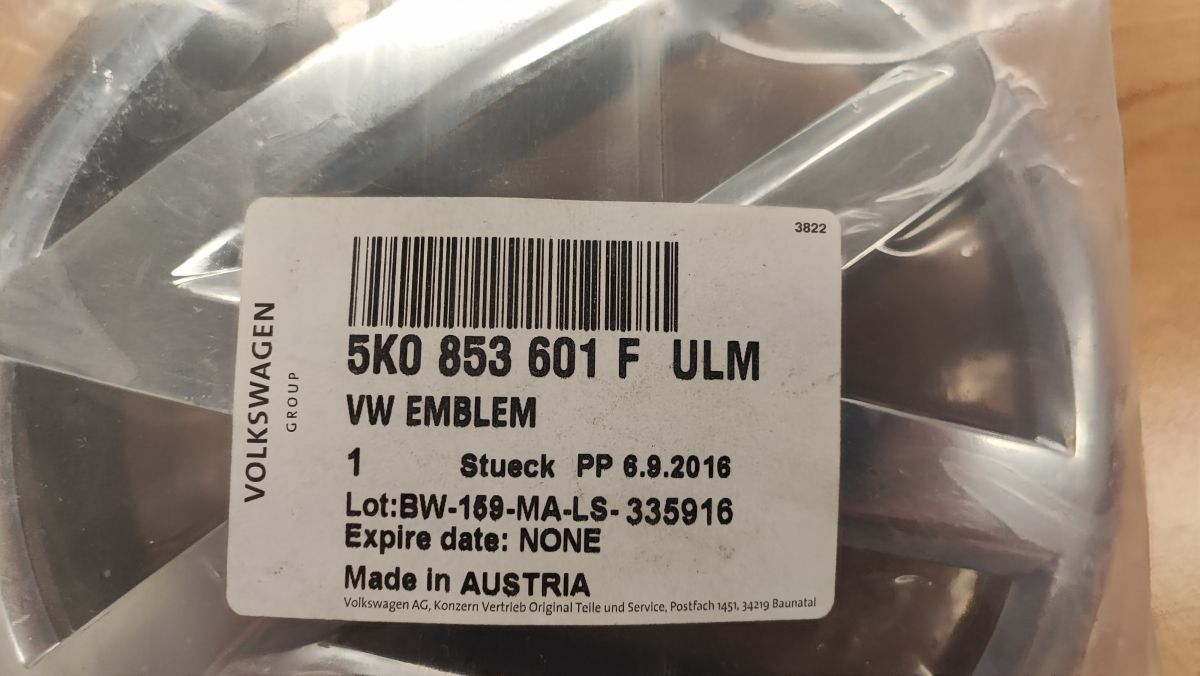 3822
VOLKSWAGEN
GROUP
5K0 853 601 F ULM
VW EMBLEM
1 Stueck PP 6.9.2016
Lot:BW-159-MA-LS-335916
Expire date: NONE
Made in AUSTRIA
Volkswagen AG, Konzern Vertrieb Original Teile und Service, Postfach 1451, 34219 Baunatal